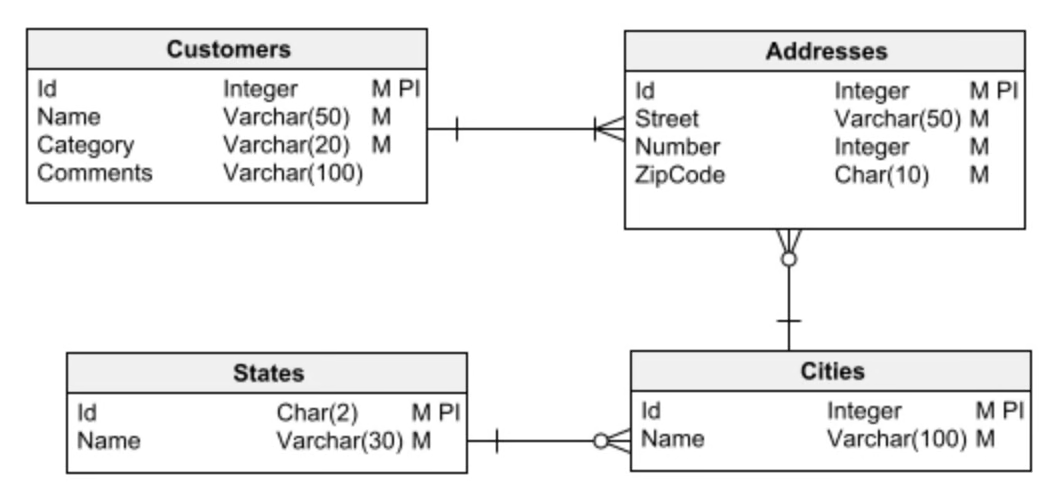 Customers
Id Integer M PI
Name Varchar(50) M
Category Varchar(20) M
Comments Varchar(100)
Addresses
Id Integer M PI
Street Varchar(50) M
Number Integer M
ZipCode Char(10) M
States
Id Char(2) M PI
Name Varchar(30) M
Cities
Id Integer M PI
Name Varchar(100) M